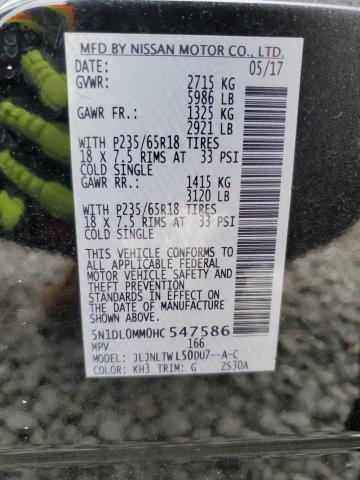 MFD BY NISSAN MOTOR CO., LTD.
DATE: 05/17
GVWR: 2715 KG
5986 LB
GAWR FR.: 1325 KG
2921 LB
WITH P235/65R18 TIRES
18 X 7.5 RIMS AT 33 PSI
COLD SINGLE
GAWR RR.: 1415 KG
3120 LB
WITH P235/65R18 TIRES
18 X 7.5 RIMS AT 33 PSI
COLD SINGLE
THIS VEHICLE CONFORMS TO
ALL APPLICABLE FEDERAL
MOTOR VEHICLE SAFETY AND
THEFT PREVENTION
STANDARDS IN EFFECT ON
THE DATE OF MANUFACTURE
SHOWN ABOVE.
5N1DL0MM0HC547586
MPV 166
MODEL: JLJNLTWL50DU7--A-C
COLOR: KH3 TRIM: G ZS30A